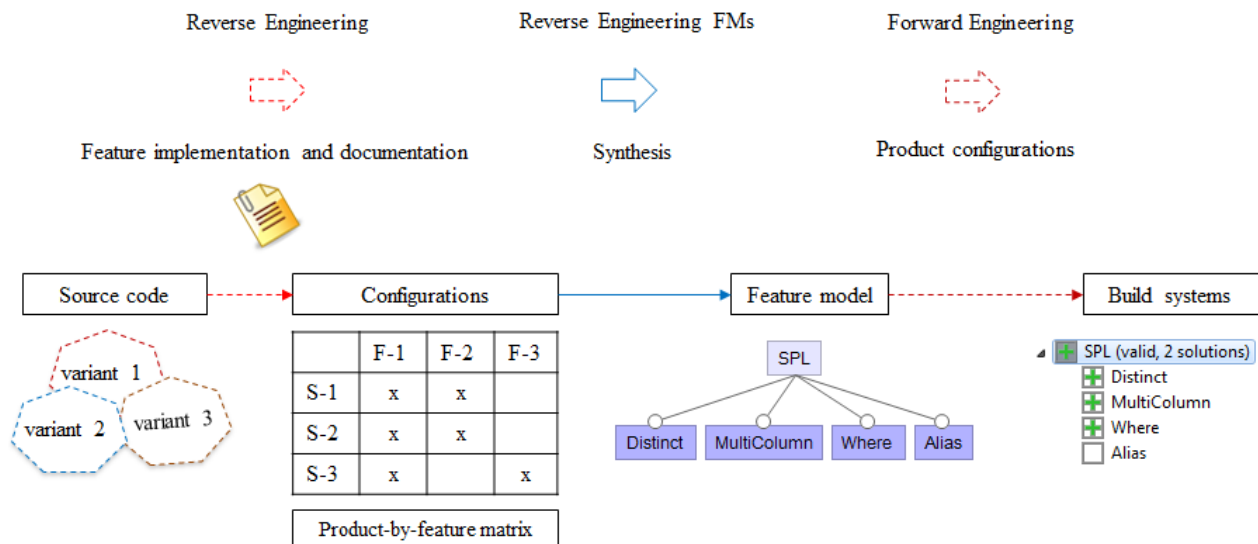 Reverse Engineering
Reverse Engineering FMs
Forward Engineering
Feature implementation and documentation
Synthesis
Product configurations
Source code
Configurations
Feature model
Build systems
variant 1
variant 2
variant 3
F-1 F-2 F-3
S-1 x x
S-2 x x
S-3 x x
Product-by-feature matrix
SPL
Distinct MultiColumn Where Alias
SPL (valid, 2 solutions)
Distinct
MultiColumn
Where
Alias